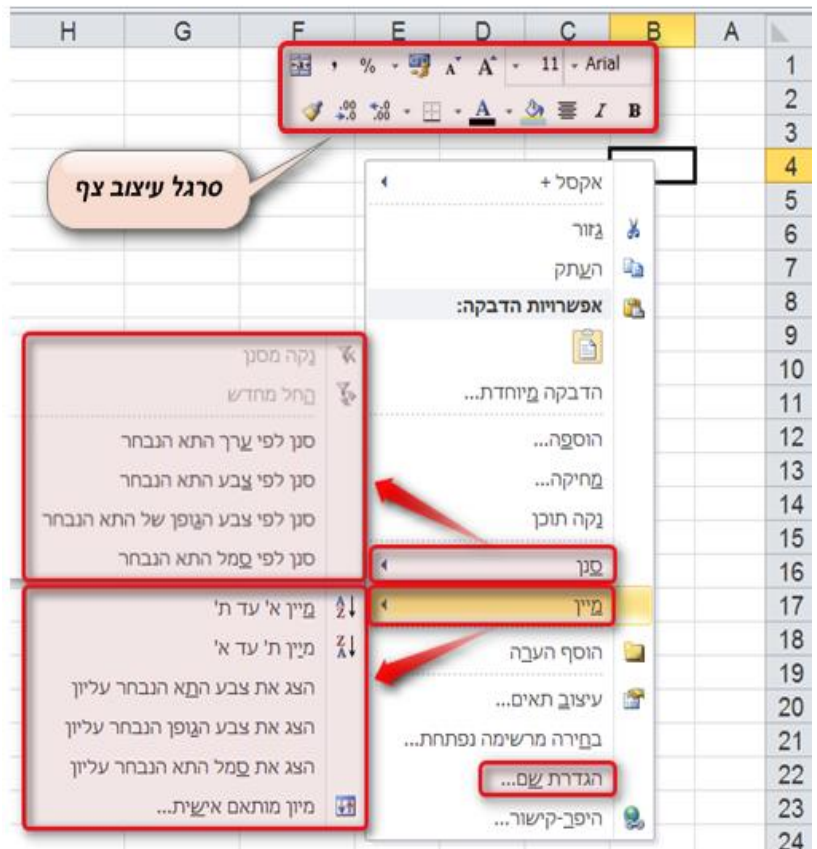 A B C D E F G H
Arial 11 A A % ,
B I A .00 .0 .0 .00
סרגל עיצוב צף
1
2
3
4
5
6
7
8
9
10
11
12
13
14
15
16
17
18
19
20
21
22
23
24
אקסל +
גזור
העתק
אפשרויות הדבקה:
הדבקה מיוחדת...
הוספה...
מחיקה...
נקה תוכן
סנן
מיין
הוסף הערה
עיצוב תאים...
בחירה מרשימה נפתחת...
הגדרת שם...
היפר-קישור...
נקה מסנן
החל מחדש
סנן לפי ערך התא הנבחר
סנן לפי צבע התא הנבחר
סנן לפי צבע הגופן של התא הנבחר
סנן לפי סמל התא הנבחר
מיין א' עד ת'
מיין ת' עד א'
הצג את צבע התא הנבחר עליון
הצג את צבע הגופן הנבחר עליון
הצג את סמל התא הנבחר עליון
מיון מותאם אישית...